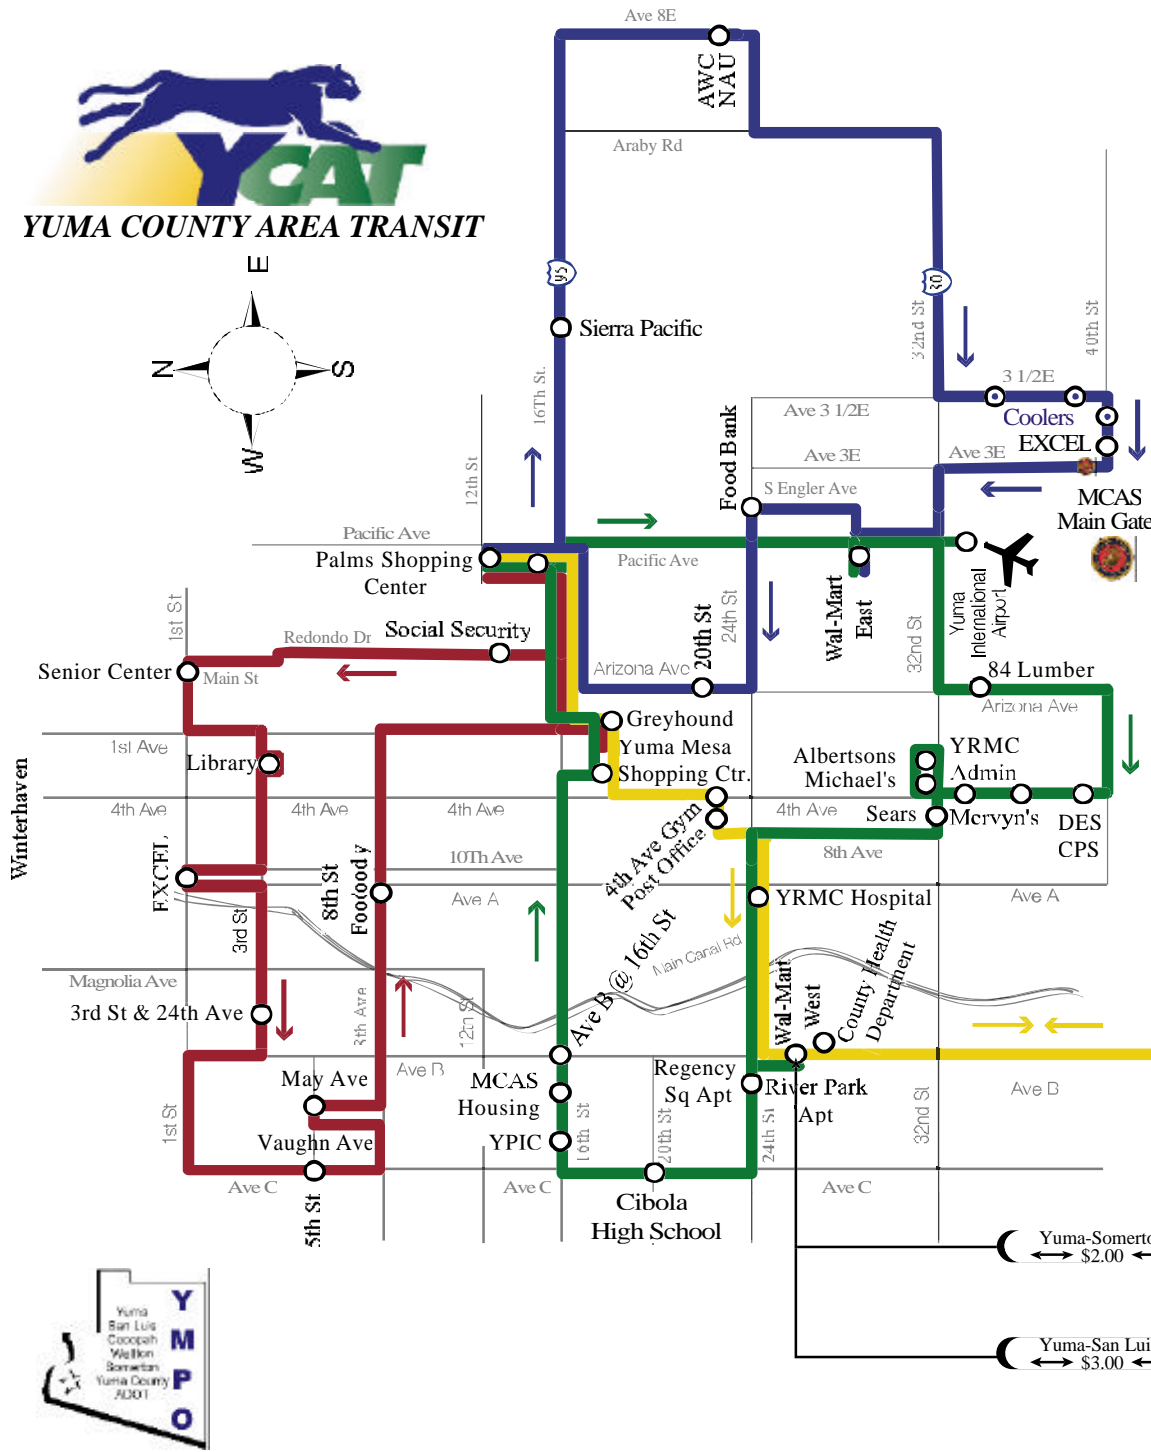 Ave 8E
AWC
NAU
Araby Rd
YCAT
YUMA COUNTY AREA TRANSIT
E
N
S
W
95
80
Sierra Pacific
32nd St
40th St
16Th St.
12th St
3 1/2E
Coolers
EXCEL
Ave 3 1/2E
Ave 3E
Ave 3E
Food Bank
S Engler Ave
MCAS
Main Gate
Pacific Ave
Palms Shopping
Center
Pacific Ave
Wal-Mart
East
Yuma
International
Airport
1st St
24th St
32nd St
20th St
Redondo Dr
Social Security
Senior Center
Main St
Arizona Ave
84 Lumber
Arizona Ave
Greyhound
1st Ave
Library
Yuma Mesa
Shopping Ctr.
Albertsons
Michael's
YRMC
Admin
Winterhaven
4th Ave
4th Ave
4th Ave
4th Ave
Sears
Mervyn's
DES
CPS
4th Ave Gym
Post Office
10Th Ave
8th Ave
EXCEL
8th St
Foodody
Ave A
YRMC Hospital
Ave A
3rd St
Main Canal Rd
Magnolia Ave
3rd St & 24th Ave
8th Ave
12th St
Ave B @ 16th St
Wal-Mart
West
County Health
Department
Ave B
May Ave
MCAS
Housing
Regency
Sq Apt
River Park
Apt
Ave B
1st St
Vaughn Ave
YPIC
16th St
20th St
24th St
32nd St
Ave C
5th St
Ave C
Cibola
High School
Ave C
Yuma-Somerto
$2.00
Yuma-San Lui
$3.00
Yuma
San Luis
Cocopah
Wellton
Somerton
Yuma County
ADOT
Y
M
P
O